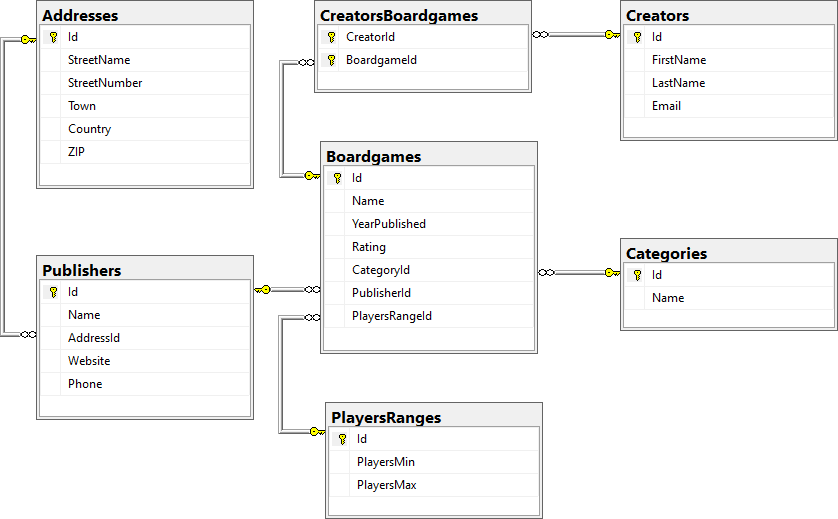 Addresses
Id
StreetName
StreetNumber
Town
Country
ZIP
CreatorsBoardgames
CreatorId
BoardgameId
Creators
Id
FirstName
LastName
Email
Boardgames
Id
Name
YearPublished
Rating
CategoryId
PublisherId
PlayersRangeId
Publishers
Id
Name
AddressId
Website
Phone
Categories
Id
Name
PlayersRanges
Id
PlayersMin
PlayersMax